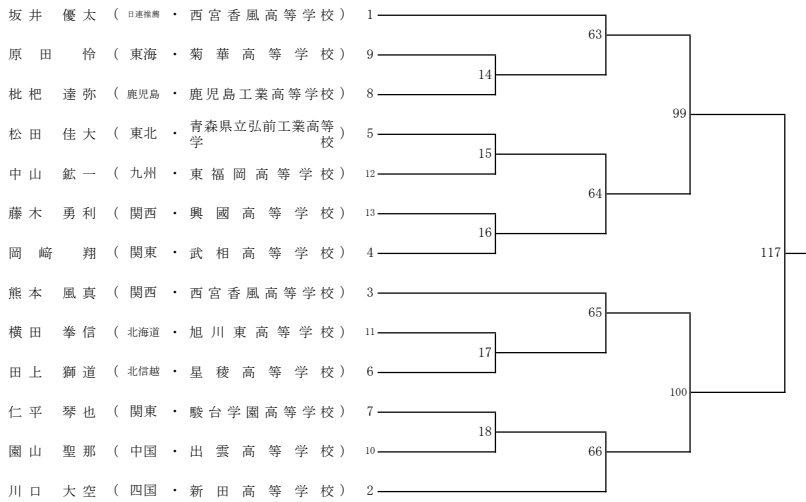 坂井 優太 ( 日連推薦 ・ 西宮香風高等学校 ) 1
63
原田 怜 ( 東海 ・ 菊華高等学校 ) 9
14
枇杷 達弥 ( 鹿児島 ・ 鹿児島工業高等学校 ) 8
99
松田 佳大 ( 東北 ・ 青森県立弘前工業高等学校 ) 5
15
中山 鉱一 ( 九州 ・ 東福岡高等学校 ) 12
64
藤木 勇利 ( 関西 ・ 興國高等学校 ) 13
16
岡﨑 翔 ( 関東 ・ 武相高等学校 ) 4
117
熊本 風真 ( 関西 ・ 西宮香風高等学校 ) 3
65
横田 拳信 ( 北海道 ・ 旭川東高等学校 ) 11
17
田上 獅道 ( 北信越 ・ 星稜高等学校 ) 6
100
仁平 琴也 ( 関東 ・ 駿台学園高等学校 ) 7
18
園山 聖那 ( 中国 ・ 出雲高等学校 ) 10
66
川口 大空 ( 四国 ・ 新田高等学校 ) 2